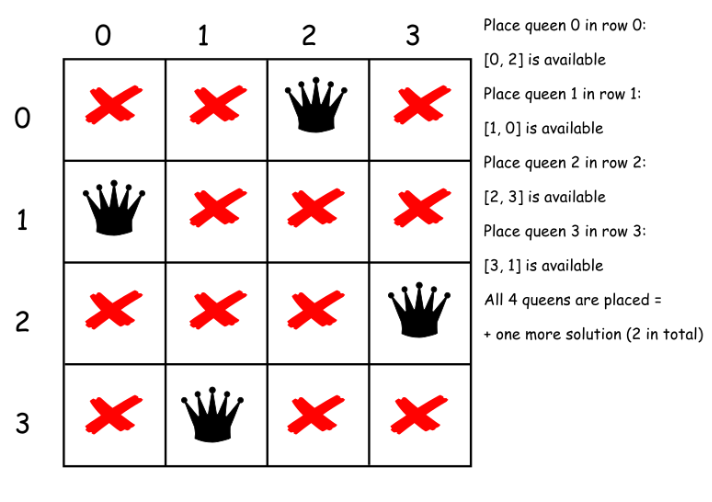 0 1 2 3
0
1
2
3
Place queen 0 in row 0:
[0, 2] is available
Place queen 1 in row 1:
[1, 0] is available
Place queen 2 in row 2:
[2, 3] is available
Place queen 3 in row 3:
[3, 1] is available
All 4 queens are placed =
+ one more solution (2 in total)